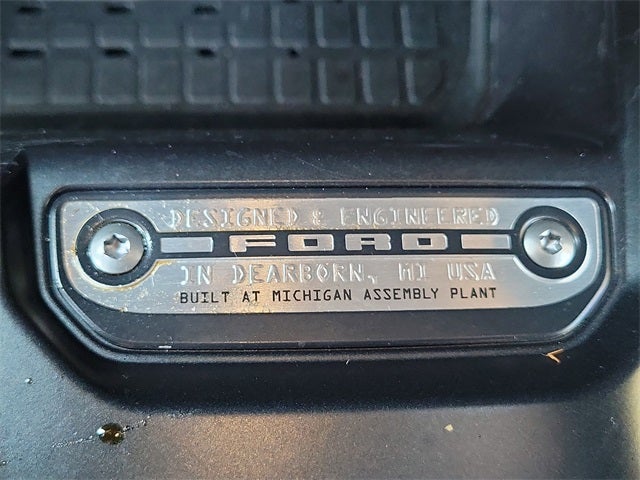 DESIGNED & ENGINEERED
FORD
IN DEARBORN, MI USA
BUILT AT MICHIGAN ASSEMBLY PLANT